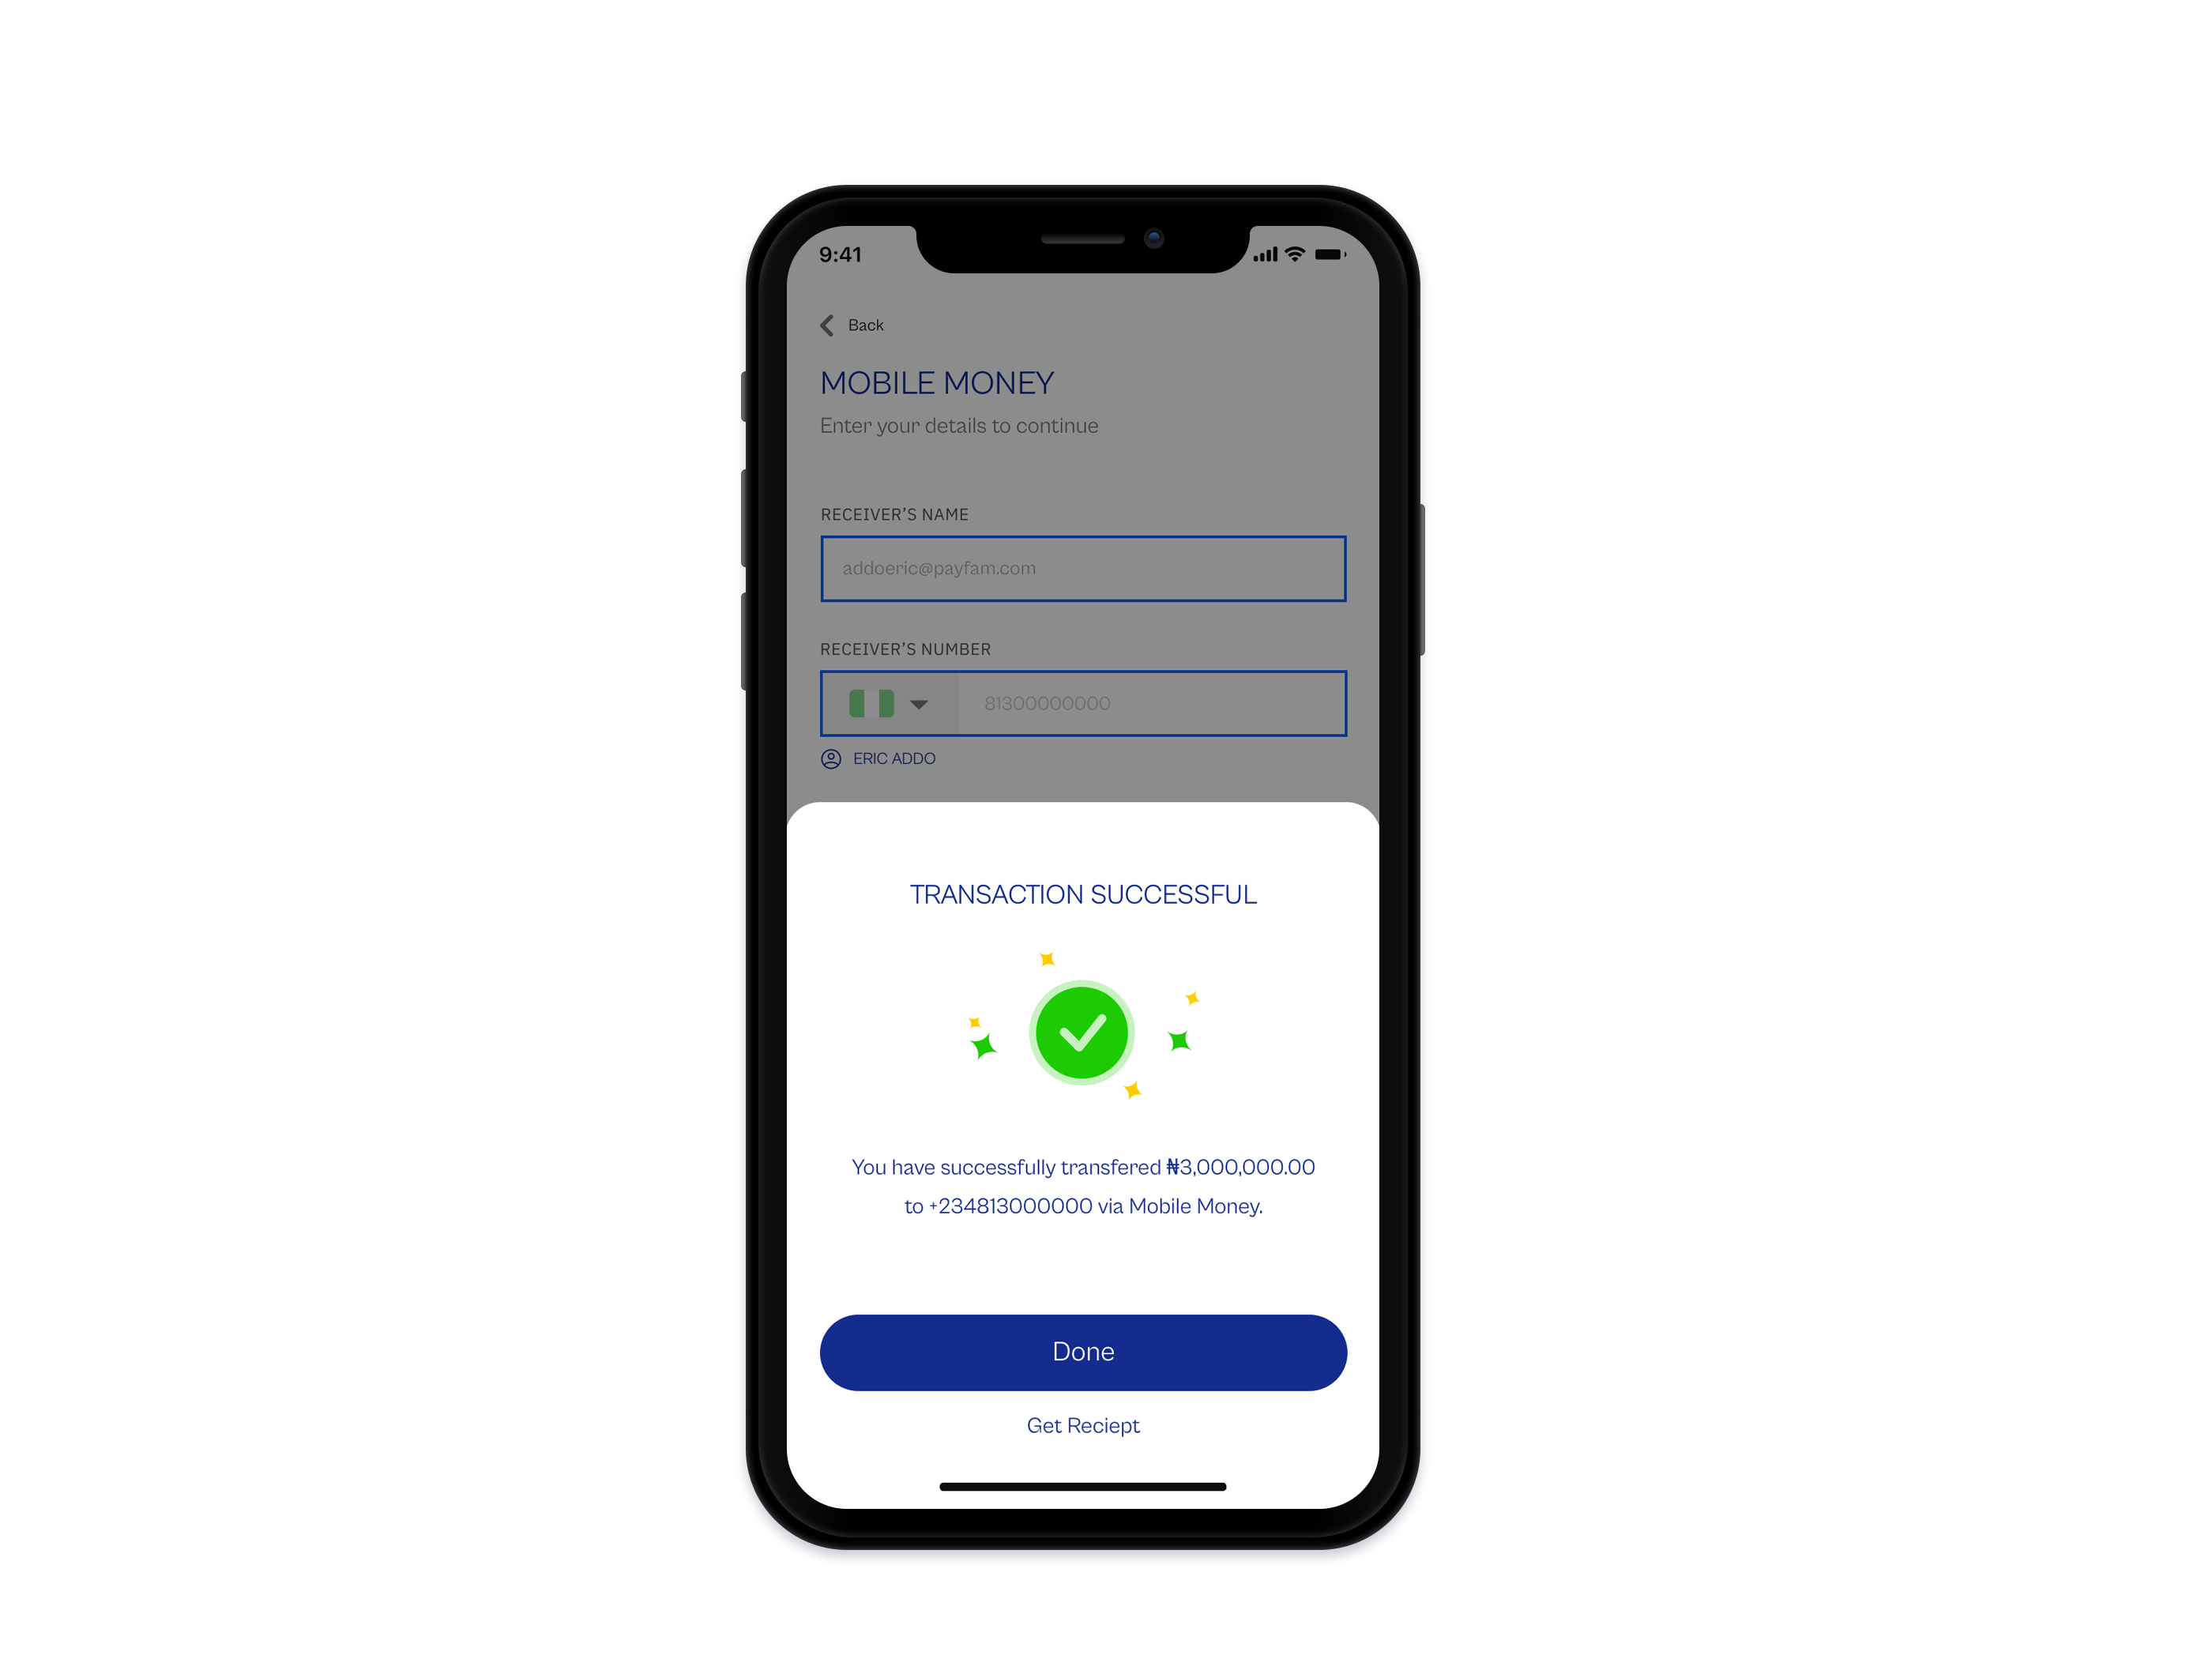 9:41
Back
MOBILE MONEY
Enter your details to continue
RECEIVER’S NAME
addoeric@payfam.com
RECEIVER’S NUMBER
81300000000
ERIC ADDO
TRANSACTION SUCCESSFUL
You have successfully transfered ₦3,000,000.00
to +234813000000 via Mobile Money.
Done
Get Reciept